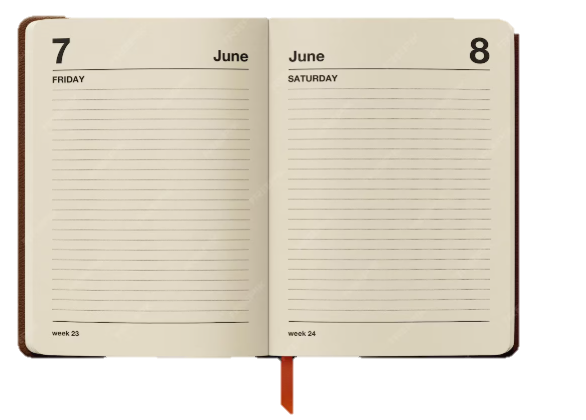 7 June
FRIDAY
week 23
June 8
SATURDAY
week 24